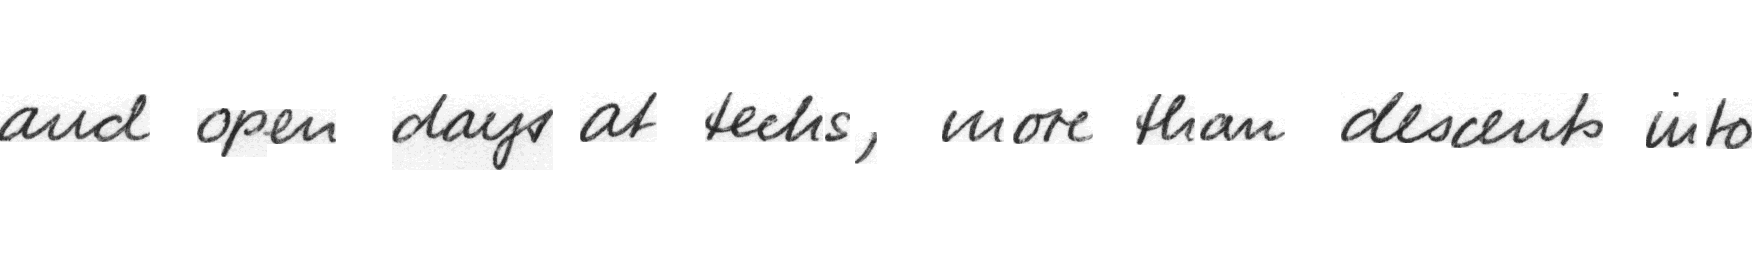 and open days at techs, more than descents into